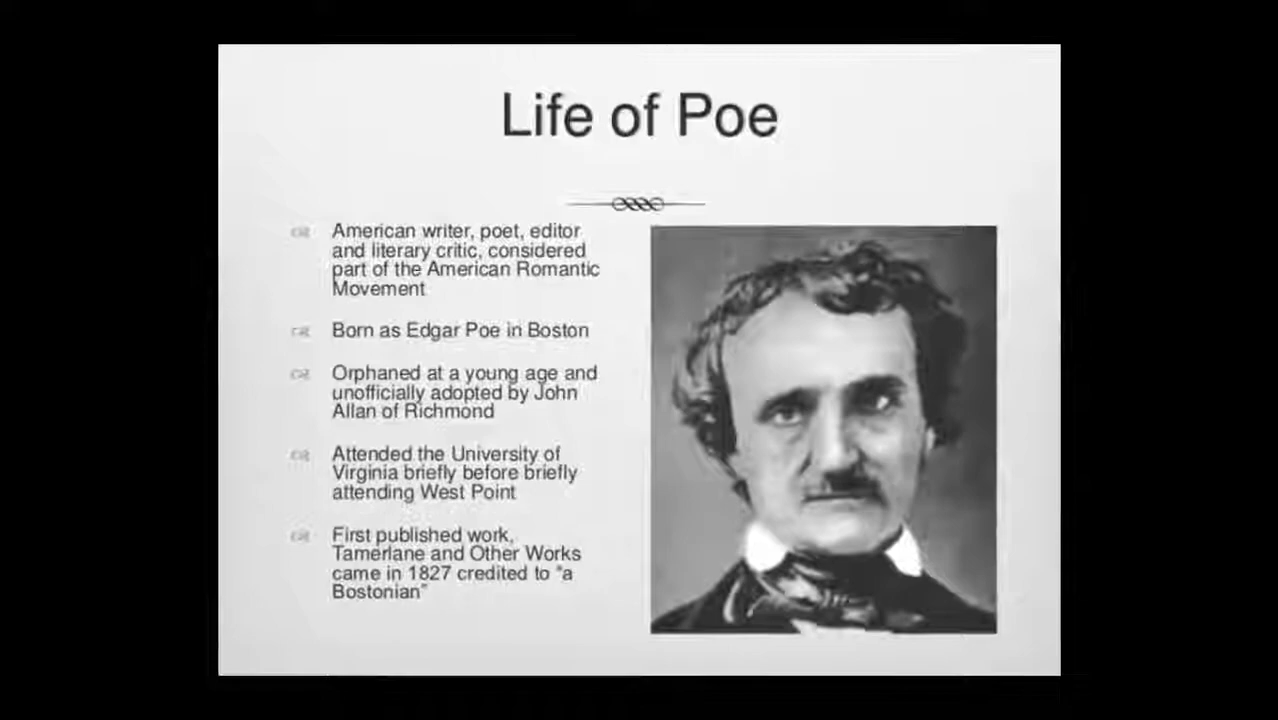 Life of Poe
American writer, poet, editor
and literary critic, considered
part of the American Romantic
Movement
Born as Edgar Poe in Boston
Orphaned at a young age and
unofficially adopted by John
Allan of Richmond
Attended the University of
Virginia briefly before briefly
attending West Point
First published work,
Tamerlane and Other Works
came in 1827 credited to “a
Bostonian”